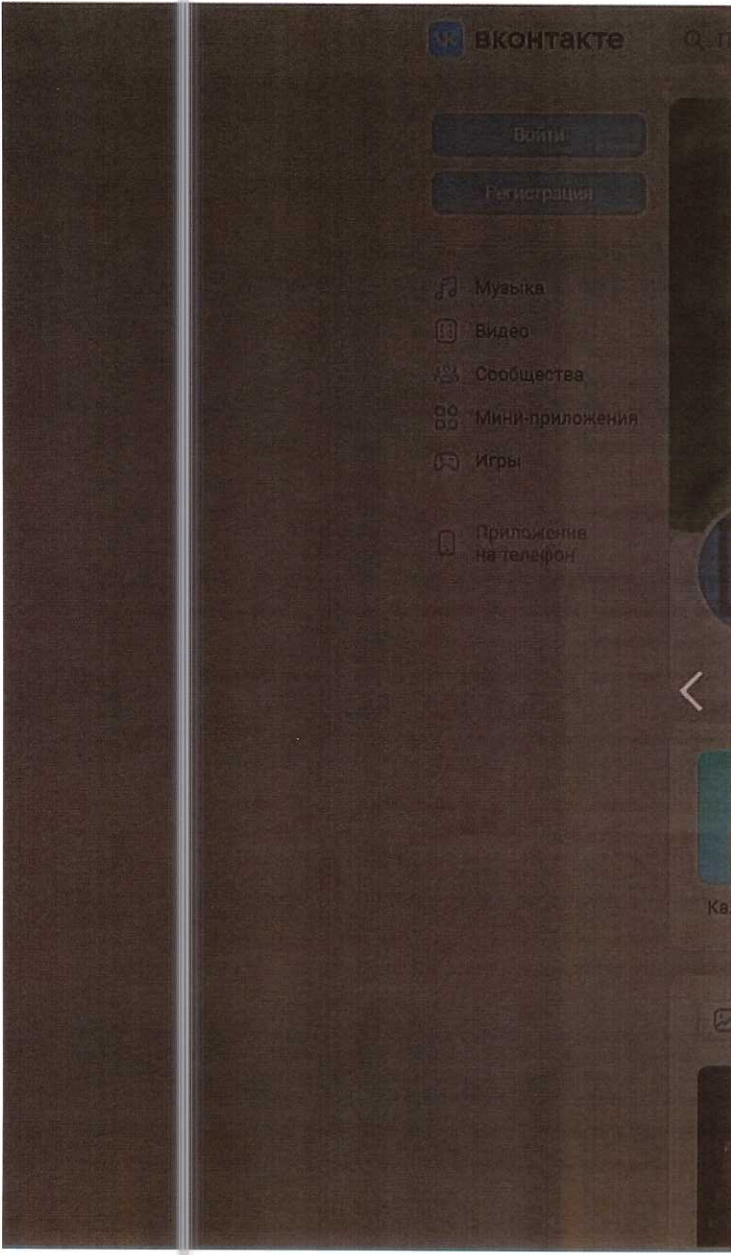 вконтакте
Войти
Регистрация
Музыка
Видео
Сообщества
Мини-приложения
Игры
Приложение
на телефон